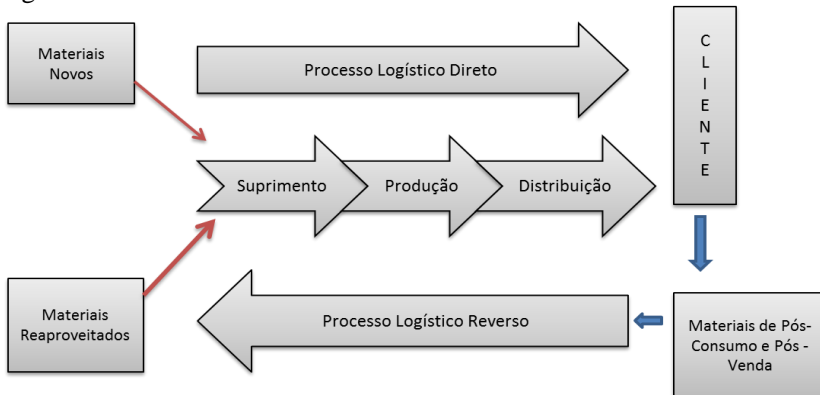 Materiais
Novos
Processo Logístico Direto
C
L
I
E
N
T
E
Suprimento
Produção
Distribuição
Materiais
Reaproveitados
Processo Logístico Reverso
Materiais de Pós-
Consumo e Pós -
Venda